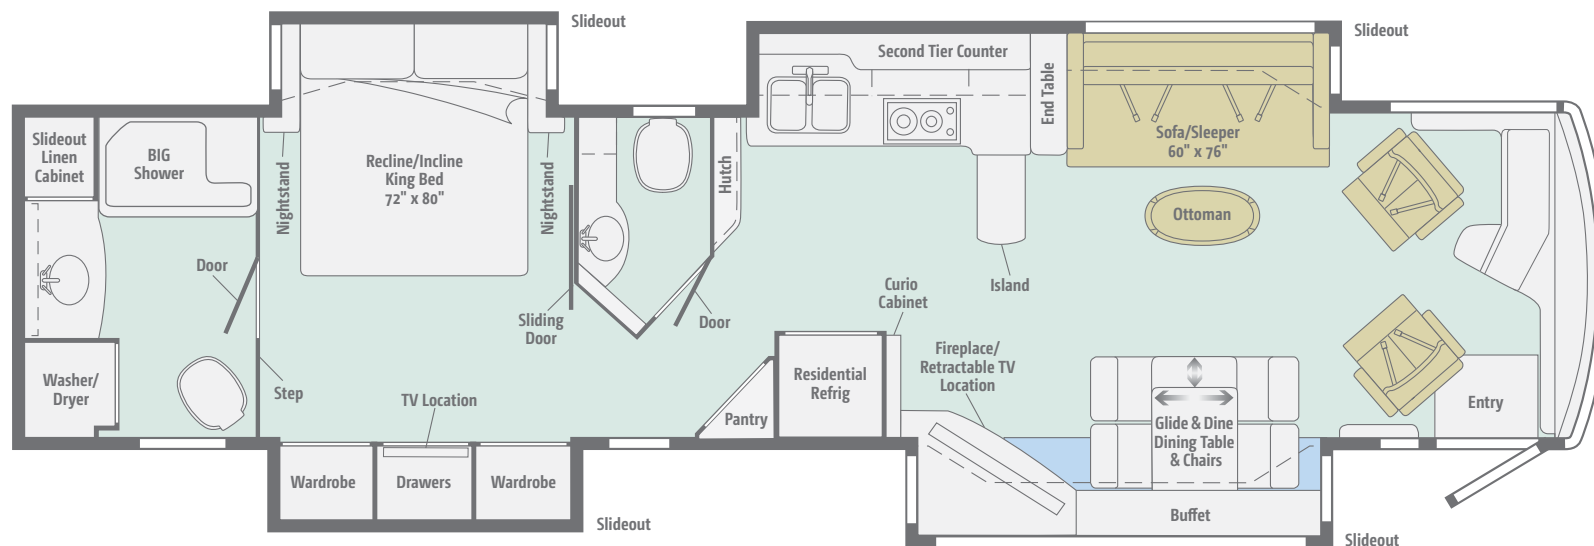 Slideout
Slideout
Second Tier Counter
End Table
Sofa/Sleeper
60" x 76"
Slideout
Linen
Cabinet
BIG
Shower
Nightstand
Recline/Incline
King Bed
72" x 80"
Nightstand
Hutch
Ottoman
Door
Sliding
Door
Door
Curio
Cabinet
Island
Fireplace/
Retractable TV
Location
Washer/
Dryer
Step
TV Location
Pantry
Residential
Refrig
Glide & Dine
Dining Table
& Chairs
Entry
Wardrobe
Drawers
Wardrobe
Buffet
Slideout
Slideout